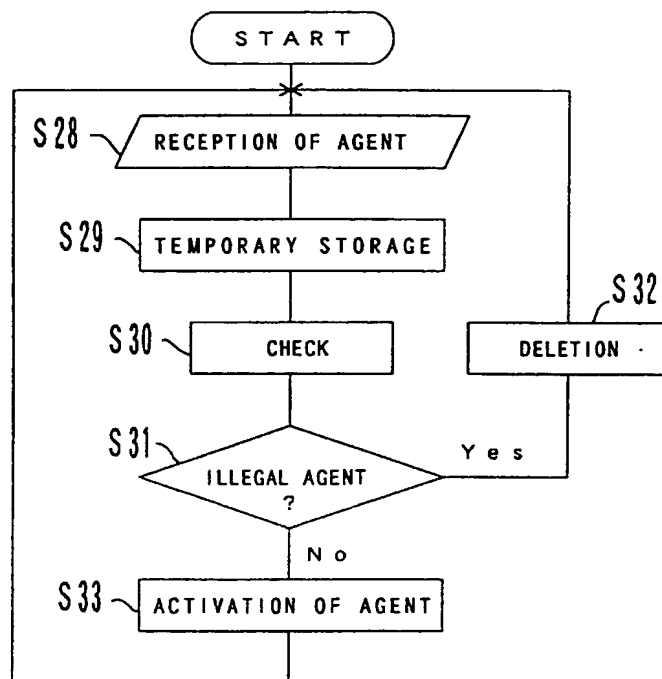 START
S28
RECEPTION OF AGENT
S29
TEMPORARY STORAGE
S30
CHECK
S32
DELETION
S31
ILLEGAL AGENT
?
Yes
No
S33
ACTIVATION OF AGENT